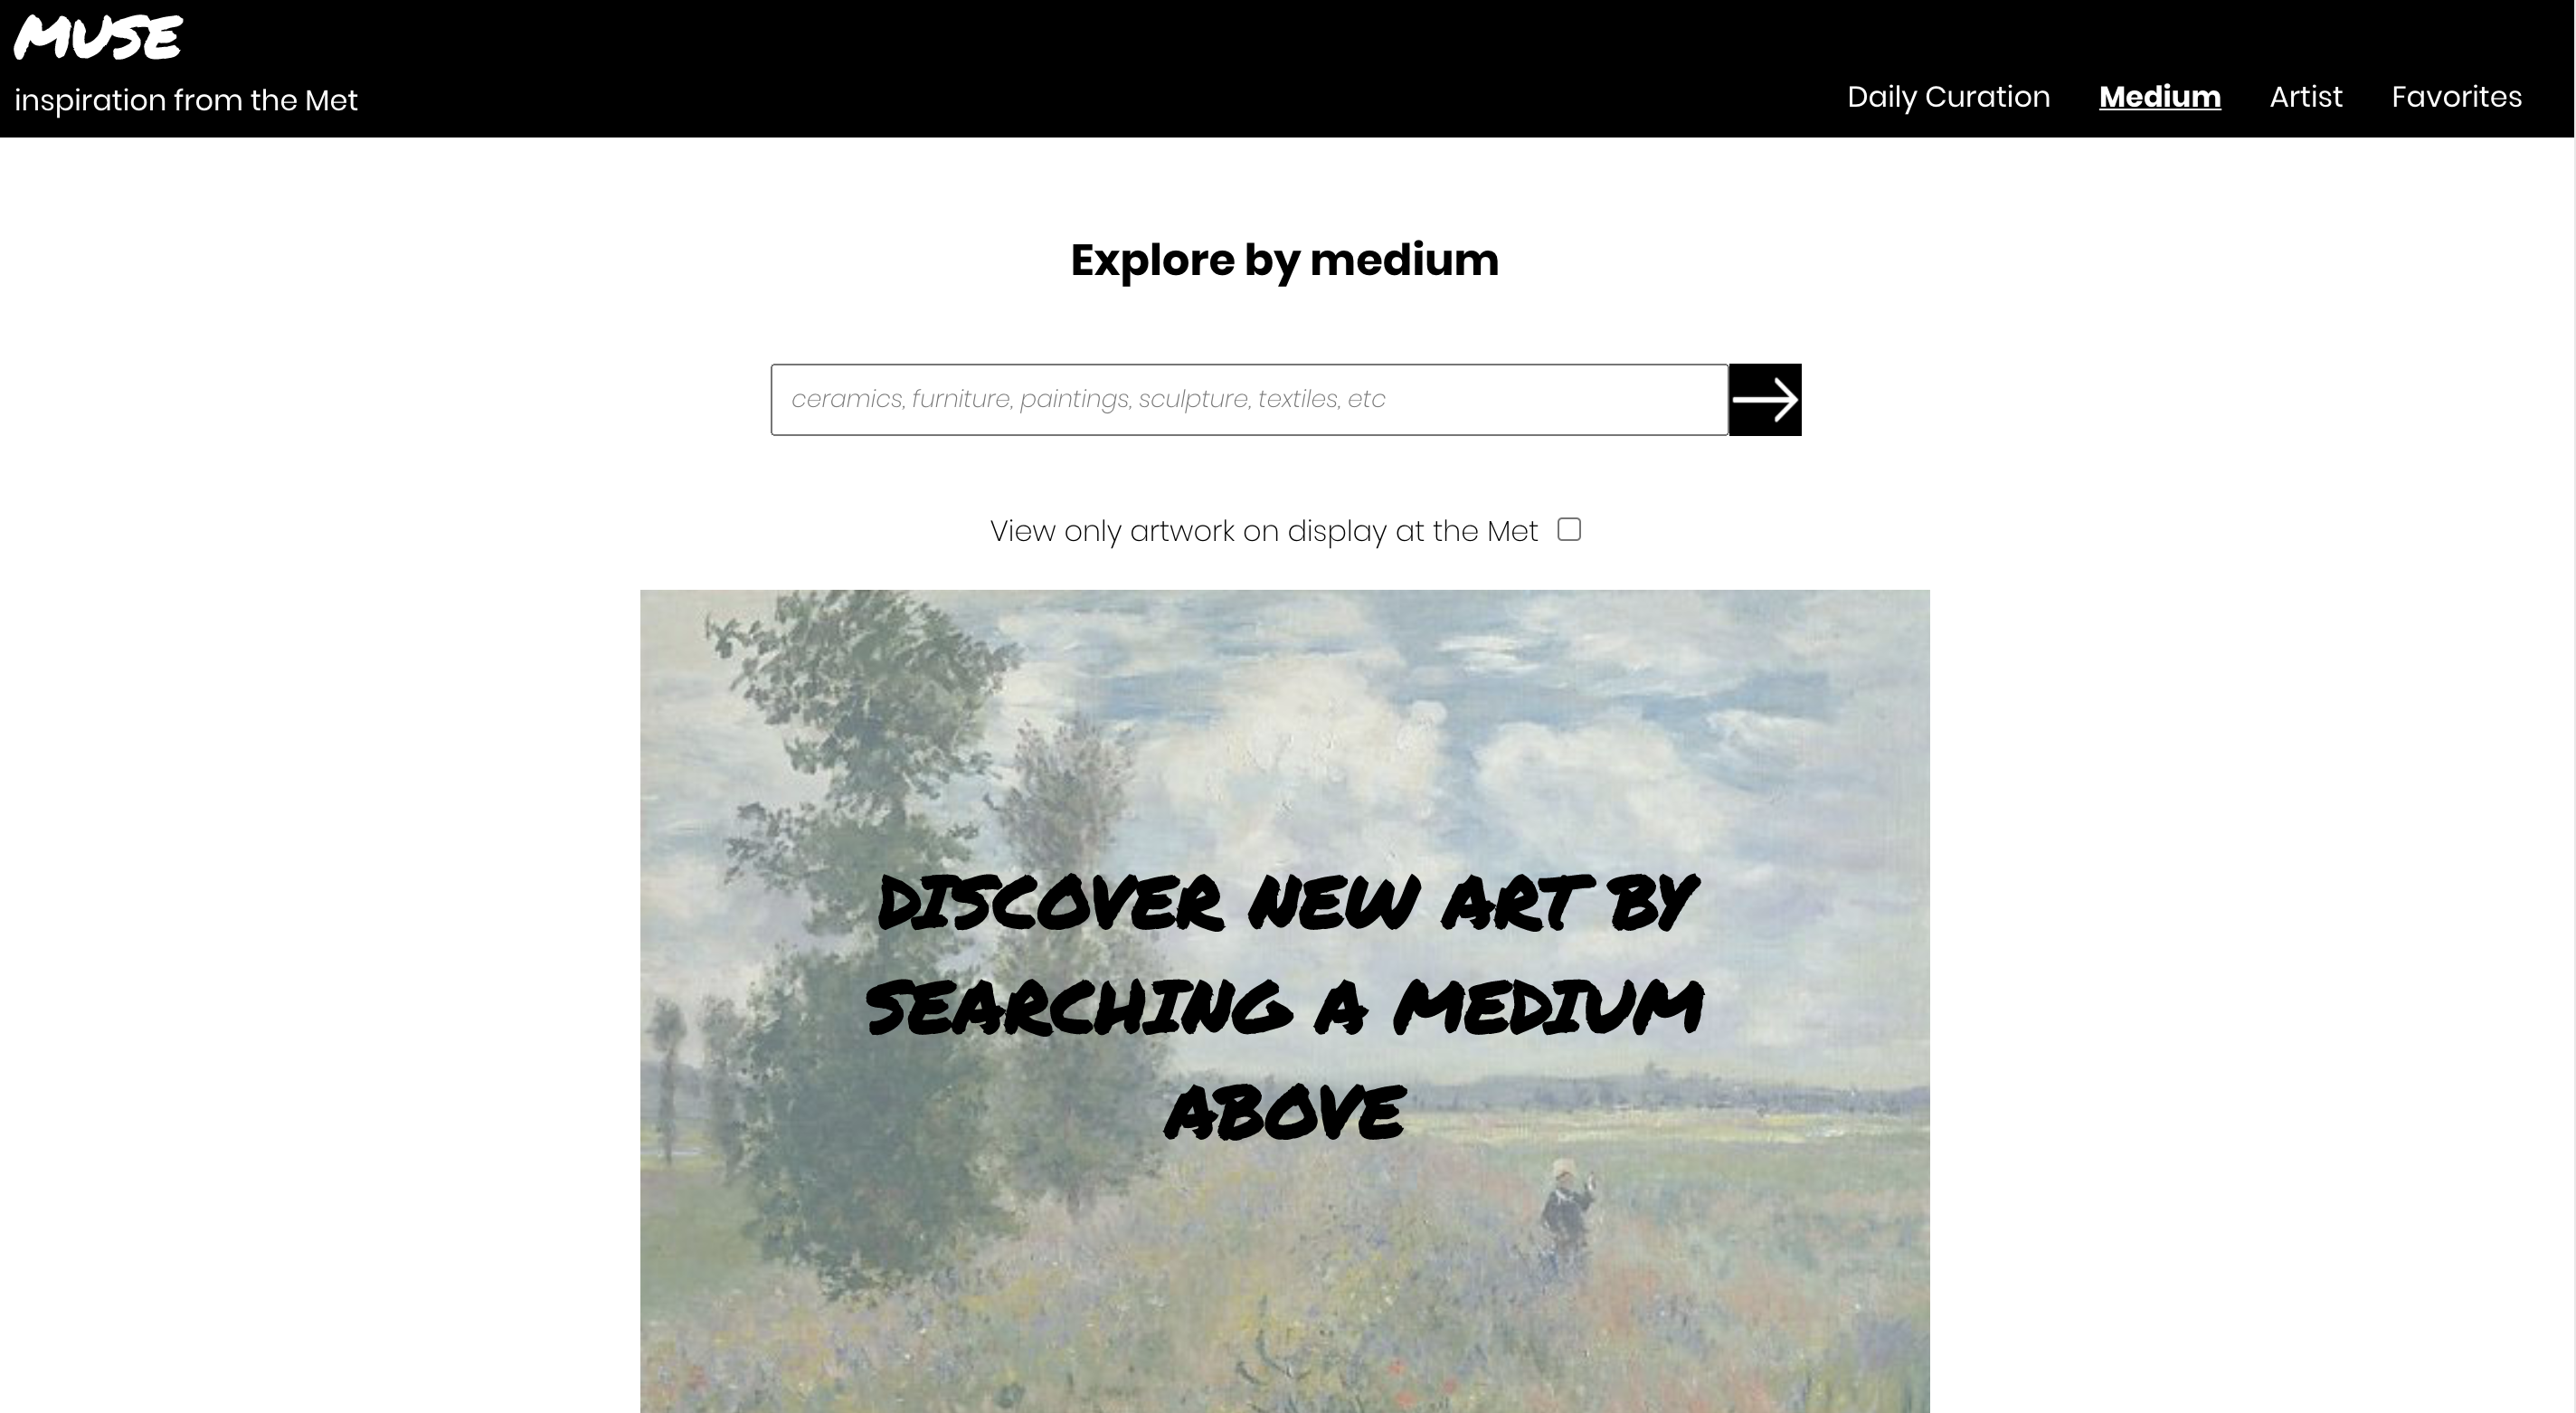 MUSE
inspiration from the Met
Daily Curation Medium Artist Favorites
Explore by medium
ceramics, furniture, paintings, sculpture, textiles, etc
View only artwork on display at the Met
DISCOVER NEW ART BY
SEARCHING A MEDIUM
ABOVE